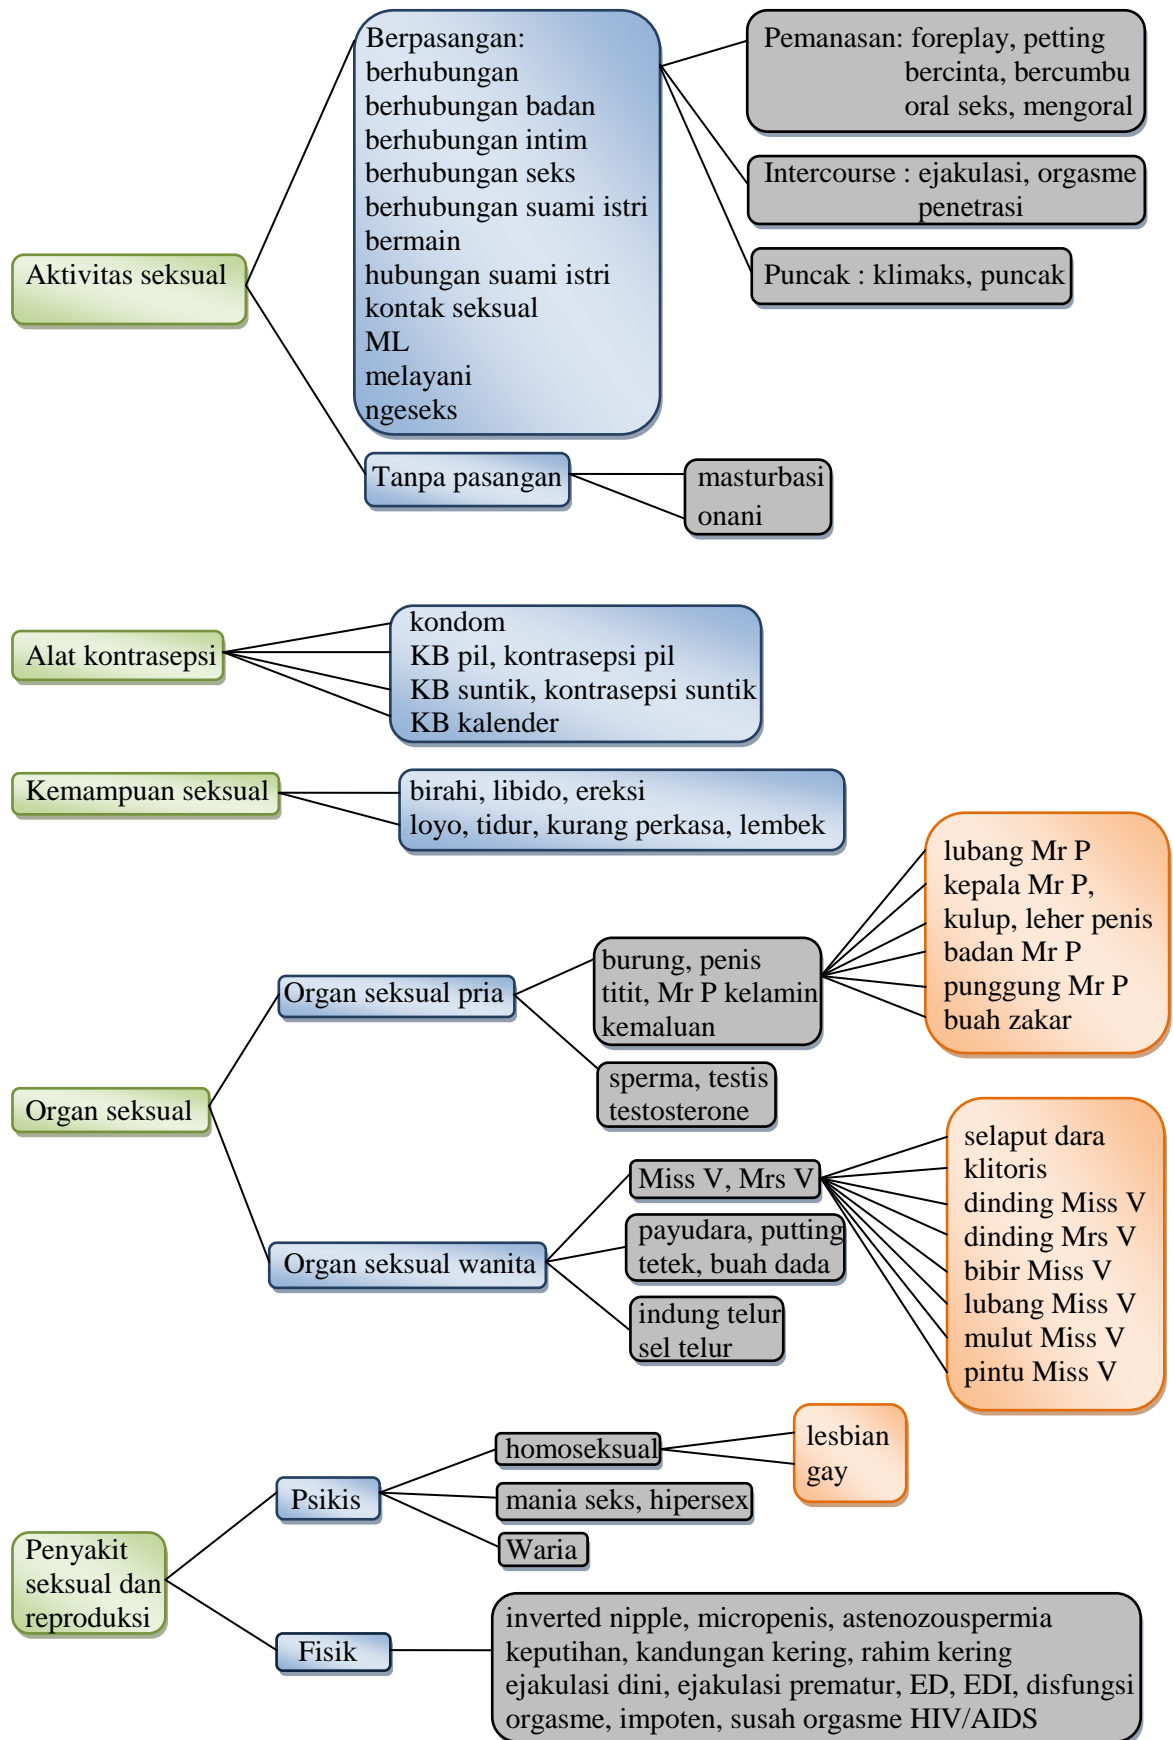 Aktivitas seksual
Berpasangan:
berhubungan
berhubungan badan
berhubungan intim
berhubungan seks
berhubungan suami istri
bermain
hubungan suami istri
kontak seksual
ML
melayani
ngeseks
Pemanasan: foreplay, petting
bercinta, bercumbu
oral seks, mengoral
Intercourse : ejakulasi, orgasme
penetrasi
Puncak : klimaks, puncak
Tanpa pasangan
masturbasi
onani
Alat kontrasepsi
kondom
KB pil, kontrasepsi pil
KB suntik, kontrasepsi suntik
KB kalender
Kemampuan seksual
birahi, libido, ereksi
loyo, tidur, kurang perkasa, lembek
Organ seksual
Organ seksual pria
burung, penis
titit, Mr P kelamin
kemaluan
lubang Mr P
kepala Mr P,
kulup, leher penis
badan Mr P
punggung Mr P
buah zakar
sperma, testis
testosterone
Organ seksual wanita
Miss V, Mrs V
selaput dara
klitoris
dinding Miss V
dinding Mrs V
bibir Miss V
lubang Miss V
mulut Miss V
pintu Miss V
payudara, putting
tetek, buah dada
indung telur
sel telur
Penyakit
seksual dan
reproduksi
Psikis
homoseksual
lesbian
gay
mania seks, hipersex
Waria
Fisik
inverted nipple, micropenis, astenozouspermia
keputihan, kandungan kering, rahim kering
ejakulasi dini, ejakulasi prematur, ED, EDI, disfungsi
orgasme, impoten, susah orgasme HIV/AIDS